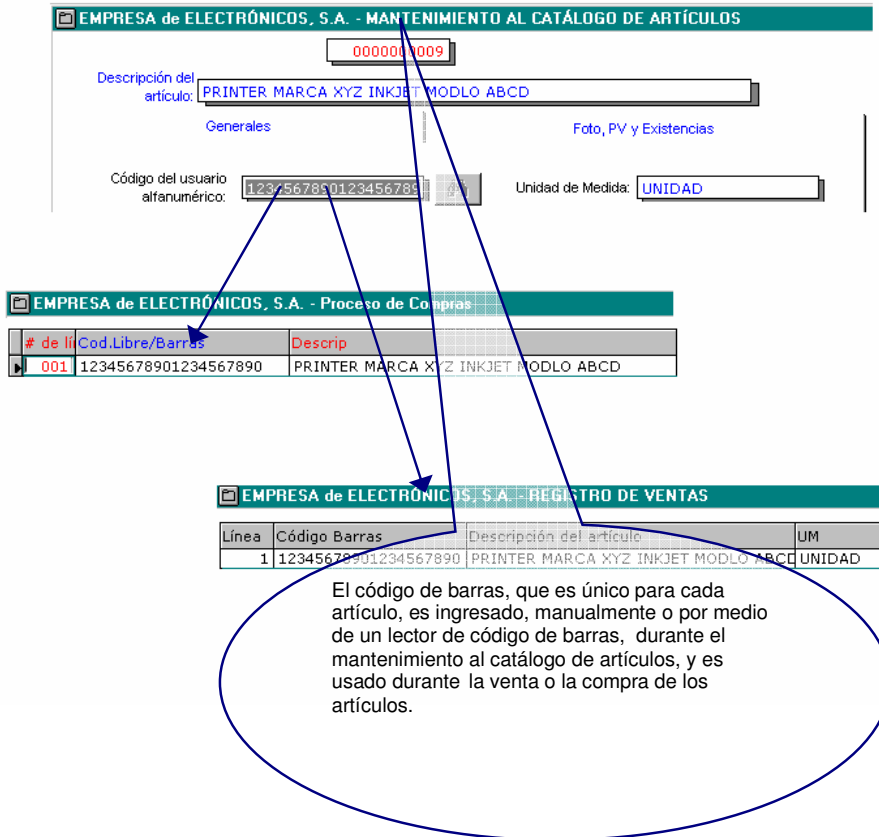 EMPRESA de ELECTRÓNICOS, S.A. - MANTENIMIENTO AL CATÁLOGO DE ARTÍCULOS
0000000009
Descripción del
artículo: PRINTER MARCA XYZ INKJET MODLO ABCD
Generales Foto, PV y Existencias
Código del usuario
alfanumérico: 1234567890123456789 Unidad de Medida: UNIDAD
EMPRESA de ELECTRÓNICOS, S.A. - Proceso de Compras
# de lí Cod.Libre/Barras Descrip
001 12345678901234567890 PRINTER MARCA XYZ INKJET MODLO ABCD
EMPRESA de ELECTRÓNICOS, S.A. - REGISTRO DE VENTAS
Línea Código Barras Descripción del artículo UM
1 12345678901234567890 PRINTER MARCA XYZ INKJET MODLO ABCD UNIDAD
El código de barras, que es único para cada
artículo, es ingresado, manualmente o por medio
de un lector de código de barras, durante el
mantenimiento al catálogo de artículos, y es
usado durante la venta o la compra de los
artículos.